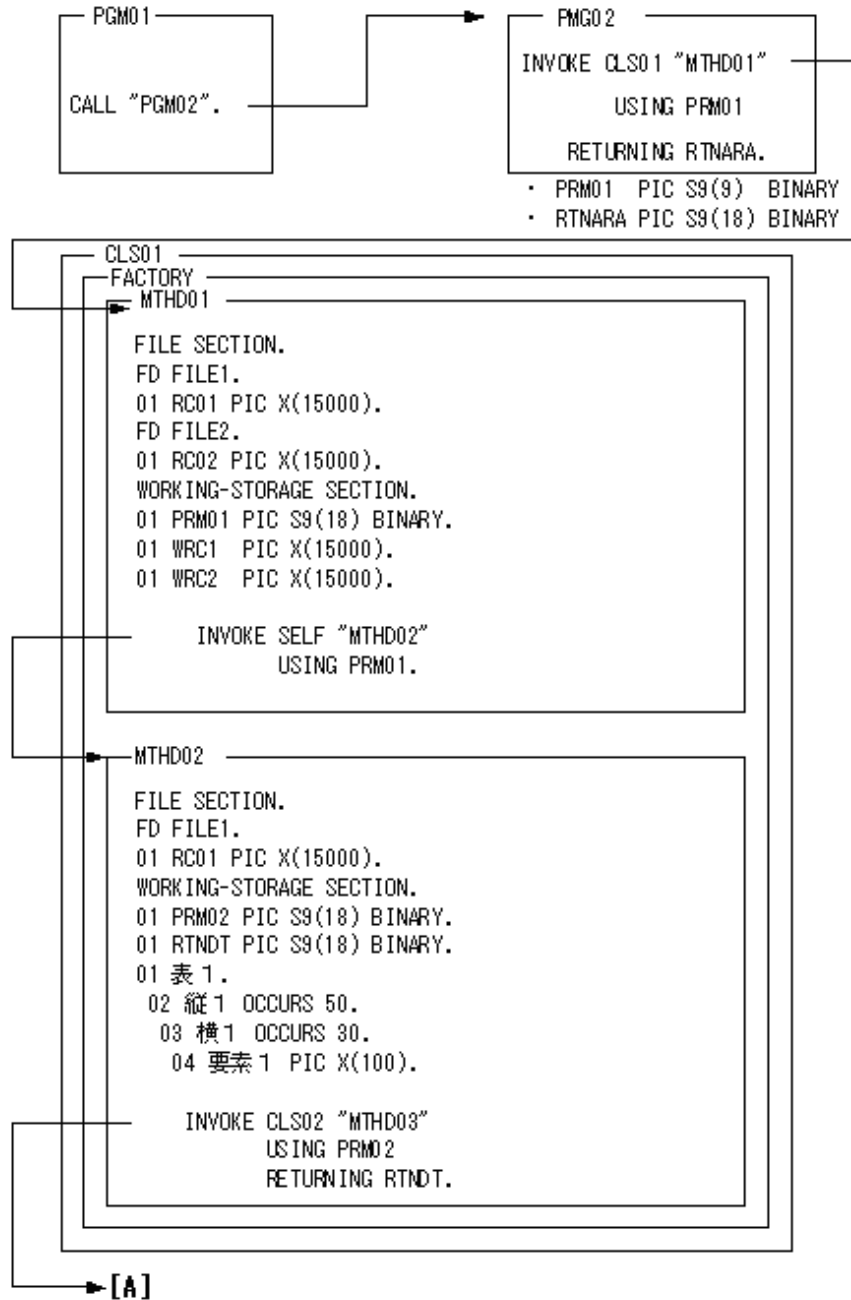 PGM01
CALL "PGM02".
PMG02
INVOKE CLS01 "MTHD01"
USING PRM01
RETURNING RTNARA.
・ PRM01 PIC S9(9) BINARY
・ RTNARA PIC S9(18) BINARY
CLS01
FACTORY
MTHD01
FILE SECTION.
FD FILE1.
01 RC01 PIC X(15000).
FD FILE2.
01 RC02 PIC X(15000).
WORKING-STORAGE SECTION.
01 PRM01 PIC S9(18) BINARY.
01 WRC1 PIC X(15000).
01 WRC2 PIC X(15000).
INVOKE SELF "MTHD02"
USING PRM01.
MTHD02
FILE SECTION.
FD FILE1.
01 RC01 PIC X(15000).
WORKING-STORAGE SECTION.
01 PRM02 PIC S9(18) BINARY.
01 RTNDT PIC S9(18) BINARY.
01 表１.
02 縦１ OCCURS 50.
03 横１ OCCURS 30.
04 要素１ PIC X(100).
INVOKE CLS02 "MTHD03"
USING PRM02
RETURNING RTNDT.
[A]